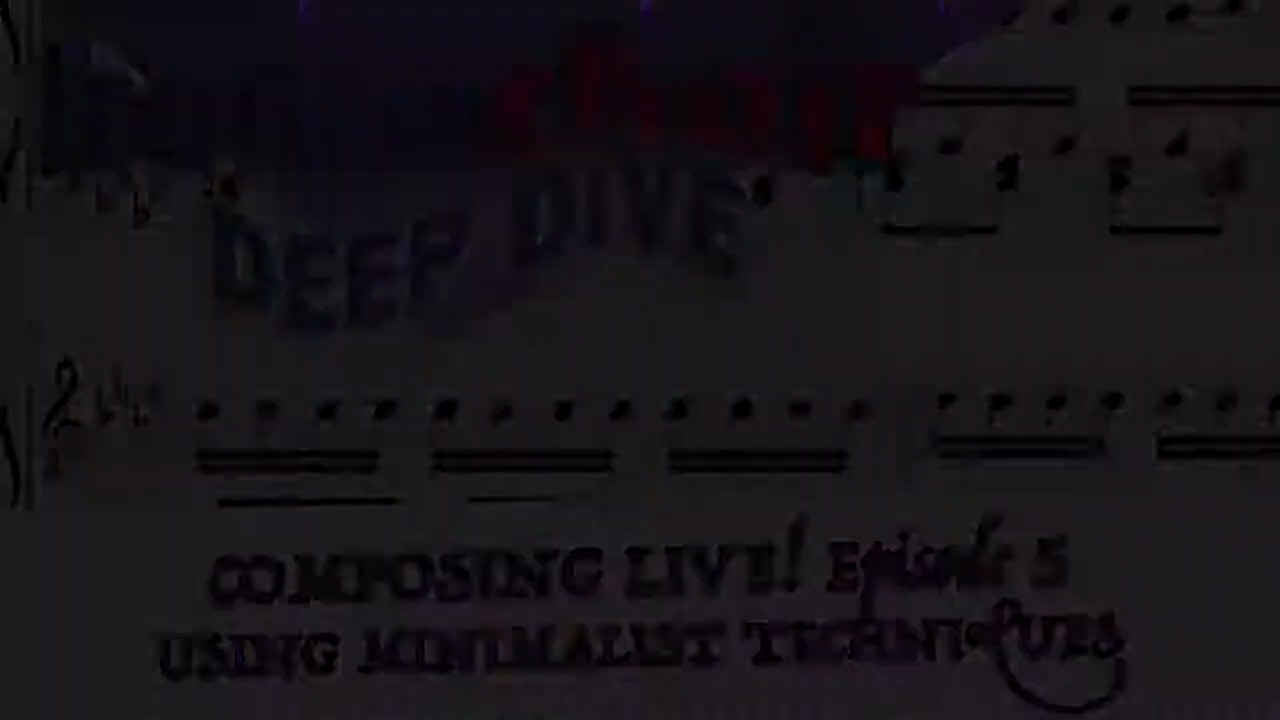 DEEP DIVE
COMPOSING LIVE! Episode 5
USING MINIMALIST TECHNIQUES